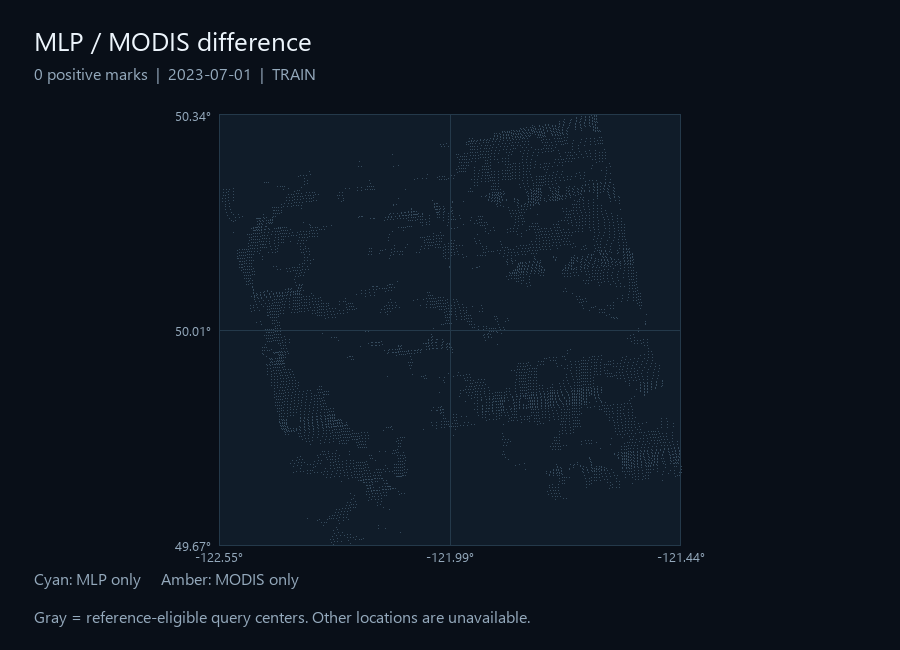 MLP / MODIS difference
0 positive marks | 2023-07-01 | TRAIN
50.34°
50.01°
49.67°
-122.55° -121.99° -121.44°
Cyan: MLP only Amber: MODIS only
Gray = reference-eligible query centers. Other locations are unavailable.